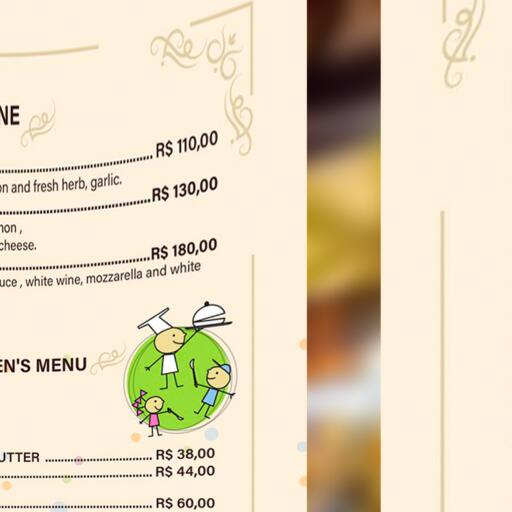 NE
R$ 110,00
on and fresh herb, garlic.
R$ 130,00
non ,
cheese.
R$ 180,00
uce , white wine, mozzarella and white
EN'S MENU
UTTER R$ 38,00
R$ 44,00
R$ 60,00